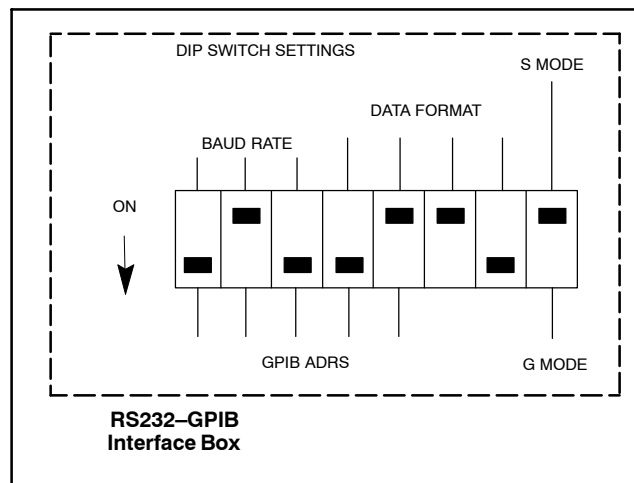 DIP SWITCH SETTINGS
S MODE
DATA FORMAT
BAUD RATE
ON
GPIB ADRS
G MODE
RS232–GPIB
Interface Box